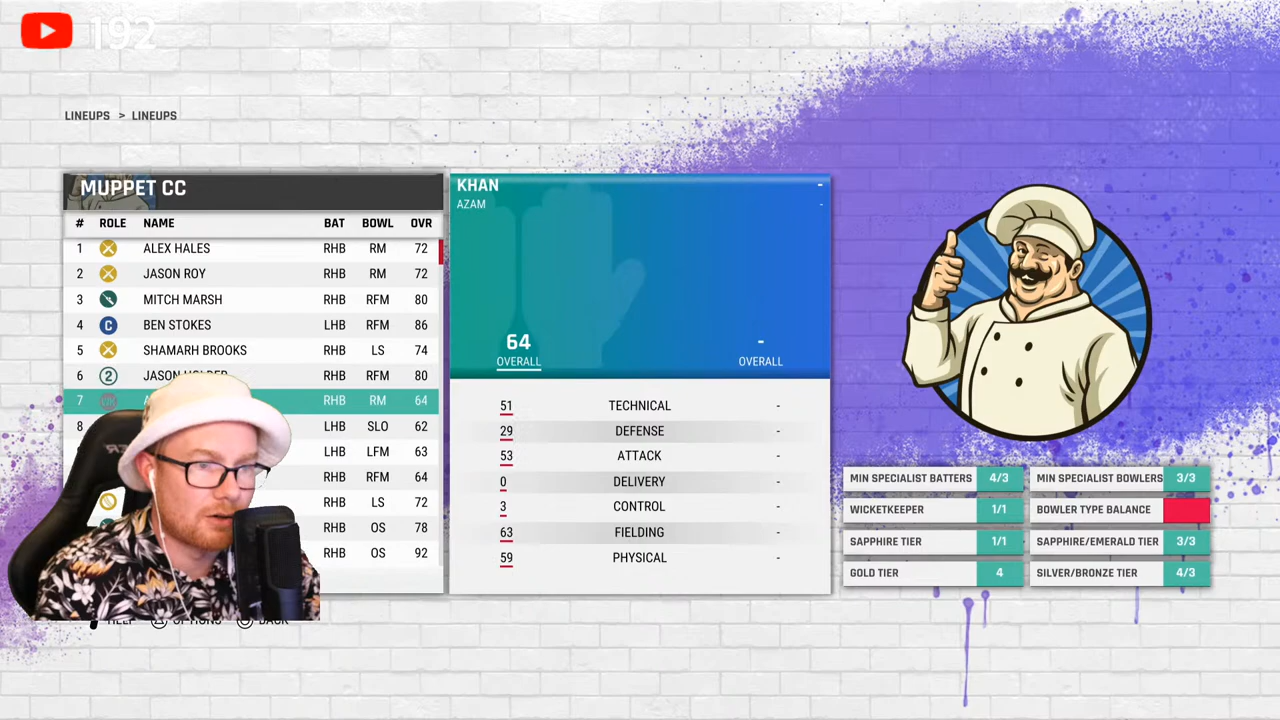 192
LINEUPS > LINEUPS
MUPPET CC
# ROLE NAME BAT BOWL OVR
1 ALEX HALES RHB RM 72
2 JASON ROY RHB RM 72
3 MITCH MARSH RHB RFM 80
4 C BEN STOKES LHB RFM 86
5 SHAMARH BROOKS RHB LS 74
6 2 JASON HOLDER RHB RFM 80
7 RHB RM 64
8 LHB SLO 62
LHB LFM 63
RHB RFM 64
RHB LS 72
RHB OS 78
RHB OS 92
HELP OPTIONS BACK
KHAN -
AZAM -
64 -
OVERALL OVERALL
51 TECHNICAL -
29 DEFENSE -
53 ATTACK -
0 DELIVERY -
3 CONTROL -
63 FIELDING -
59 PHYSICAL -
MIN SPECIALIST BATTERS 4/3 MIN SPECIALIST BOWLERS 3/3
WICKETKEEPER 1/1 BOWLER TYPE BALANCE
SAPPHIRE TIER 1/1 SAPPHIRE/EMERALD TIER 3/3
GOLD TIER 4 SILVER/BRONZE TIER 4/3